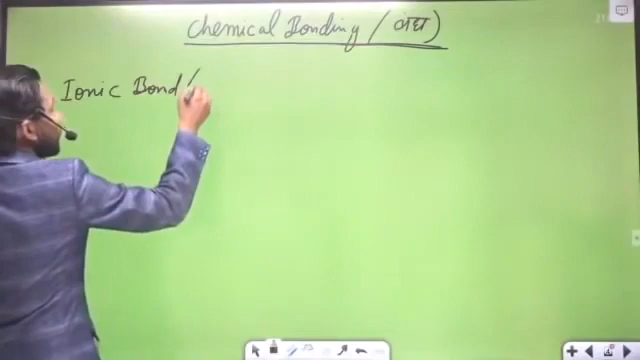 Chemical Bonding / (बंध)
Ionic Bond /